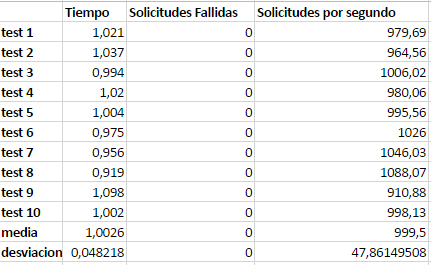 Tiempo Solicitudes Fallidas Solicitudes por segundo
test 1 1,021 0 979,69
test 2 1,037 0 964,56
test 3 0,994 0 1006,02
test 4 1,02 0 980,06
test 5 1,004 0 995,56
test 6 0,975 0 1026
test 7 0,956 0 1046,03
test 8 0,919 0 1088,07
test 9 1,098 0 910,88
test 10 1,002 0 998,13
media 1,0026 0 999,5
desviacion 0,048218 0 47,86149508